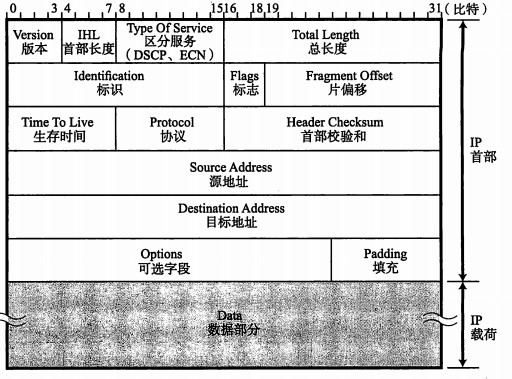 0 3 4 7 8 1516 18 19 31 (比特)
Version
版本
IHL
首部长度
Type Of Service
区分服务
(DSCP、ECN)
Total Length
总长度
Identification
标识
Flags
标志
Fragment Offset
片偏移
Time To Live
生存时间
Protocol
协议
Header Checksum
首部校验和
Source Address
源地址
Destination Address
目标地址
Options
可选字段
Padding
填充
IP
首部
Data
数据部分
IP
载荷